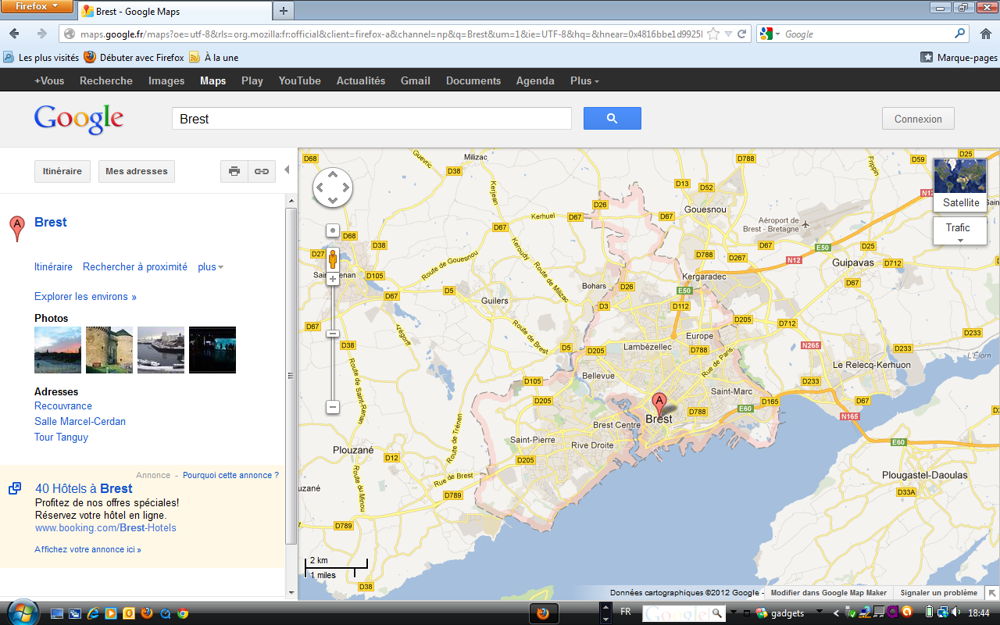 Firefox
Brest - Google Maps
maps.google.fr/maps?oe=utf-8&rls=org.mozilla:fr:official&client=firefox-a&channel=np&q=Brest&um=1&ie=UTF-8&hq=&hnear=0x4816bbe1d9925
Google
Les plus visités
Débuter avec Firefox
À la une
Marque-pages
+Vous Recherche Images Maps Play YouTube Actualités Gmail Documents Agenda Plus
Google
Brest
Connexion
Itinéraire
Mes adresses
A
Brest
Itinéraire Rechercher à proximité plus
Explorer les environs »
Photos
Adresses
Recouvrance
Salle Marcel-Cerdan
Tour Tanguy
Annonce - Pourquoi cette annonce ?
40 Hôtels à Brest
Profitez de nos offres spéciales!
Réservez votre hôtel en ligne.
www.booking.com/Brest-Hotels
Affichez votre annonce ici »
D68
Guevric
D38
Milizac
D26
D788
D59
Frippin
D25
Satellite
Trafic
D13
D52
Kerjean
Kerhuel
D67
D26
D67
Gouesnou
Aéroport de
Brest - Bretagne
N12
D67
D67
D68
D38
D27
D105
D67
Route de Gouesnou
Keroudy
Route de Milizac
D788
D267
D67
E50
N12
D25
Guipavas
D712
D67
Kergaradec
E50
Bohars
D26
D5
Guilers
D3
D112
D67
Kregorff
Route de Brest
D205
D712
Europe
D788
Lambézellec
Rue de Paris
N265
D233
D233
L'Élorn
D5
D205
D38
Bellevue
Le Relecq-Kerhuon
D105
D233
Saint-Marc
D205
A
D788
D165
E60
D67
N165
Brest
Brest Centre
Route de Saint-Renan
Route de Trénen
Saint-Pierre
Rive Droite
E60
Plouzané
D12
D205
Plougastel-Daoulas
D33A
Rue de Brest
D789
Route du Minou
D789
2 km
1 miles
D38
Données cartographiques ©2012 Google -
Modifier dans Google Map Maker
Signaler un problème
FR
Google
gadgets
18:44